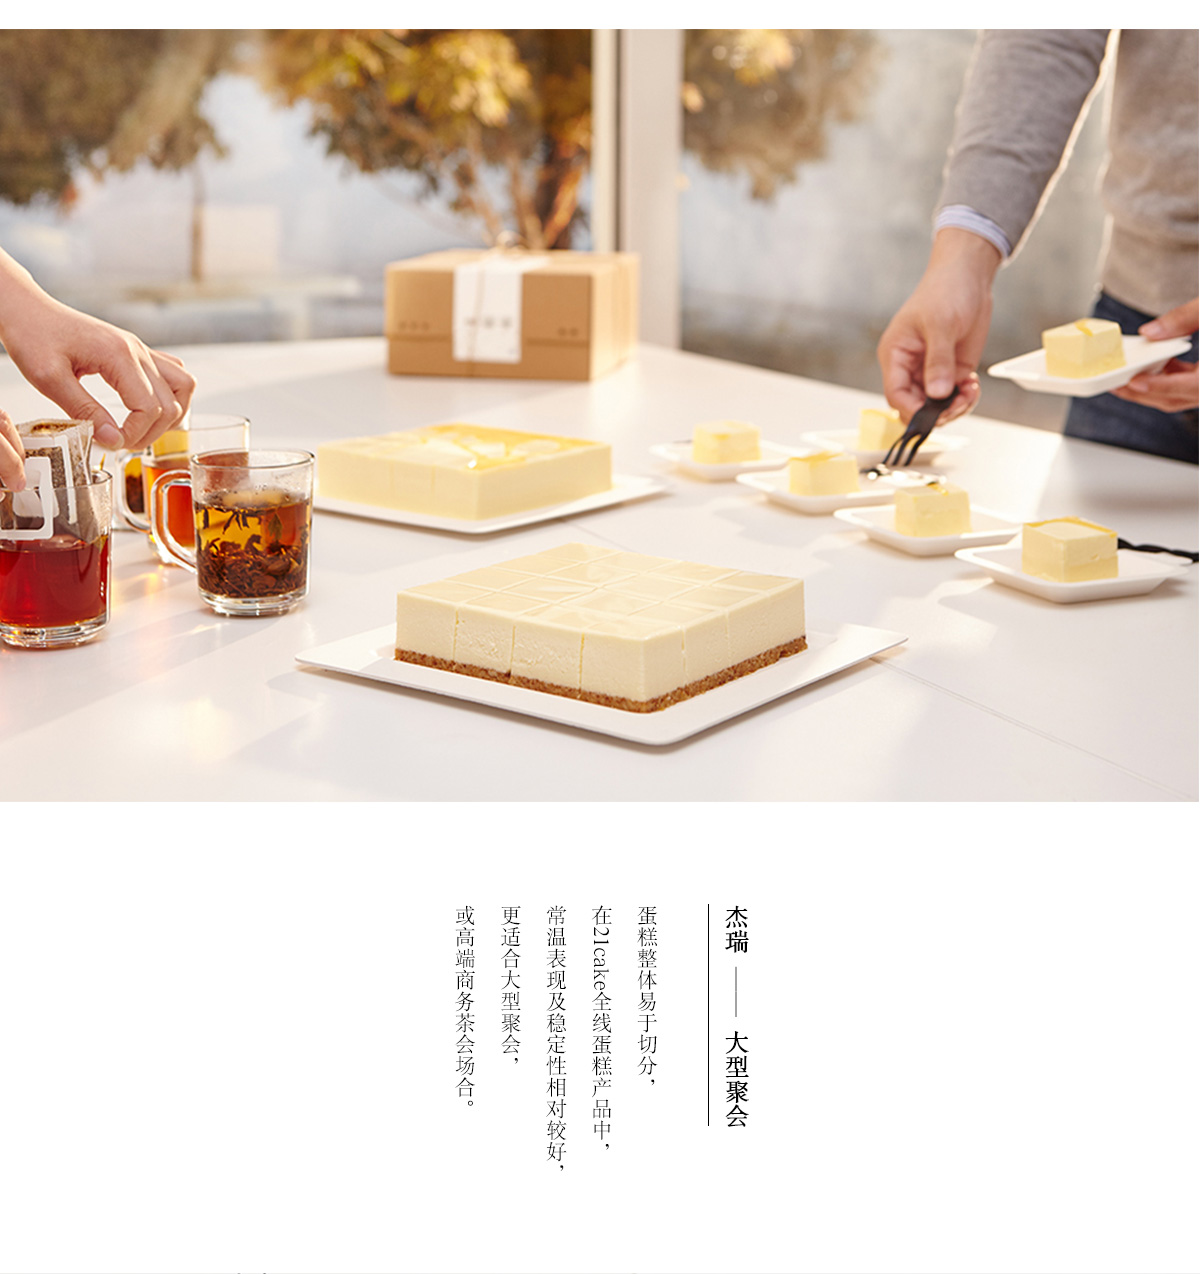 杰瑞 —— 大型聚会
蛋糕整体易于切分，
在21cake全线蛋糕产品中，
常温表现及稳定性相对较好，
更适合大型聚会，
或高端商务茶会场合。